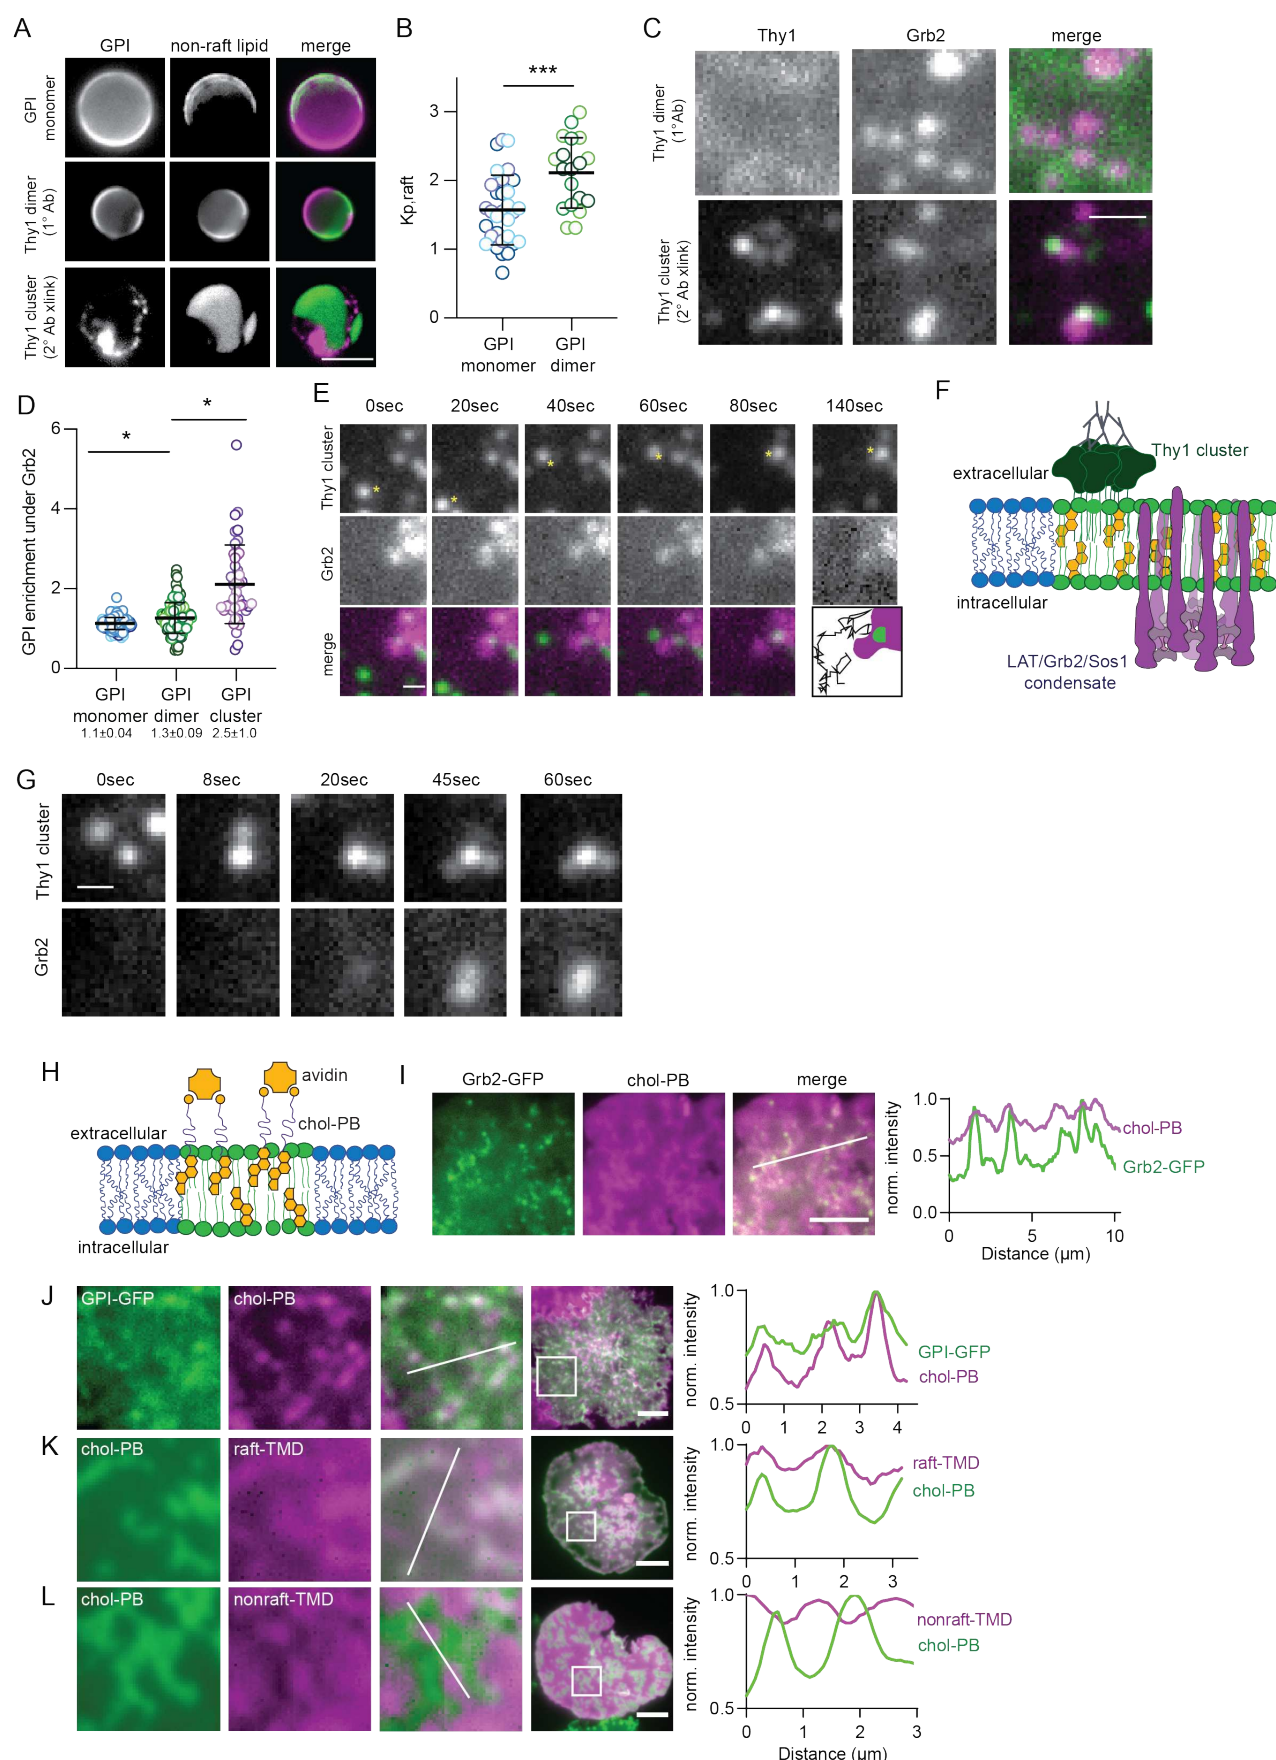 A
GPI
non-raft lipid
merge
GPI
monomer
Thy1 dimer
(1° Ab)
Thy1 cluster
(2° Ab xlink)
B
***
Kp,raft
3
2
1
0
GPI
monomer
GPI
dimer
C
Thy1
Grb2
merge
Thy1 dimer
(1°Ab)
Thy1 cluster
(2° Ab xlink)
D
*
*
GPI enrichment under Grb2
6
4
2
0
GPI
monomer
1.1±0.04
GPI
dimer
1.3±0.09
GPI
cluster
2.5±1.0
E
0sec
20sec
40sec
60sec
80sec
140sec
Thy1 cluster
* * * * * *
Grb2
merge
F
Thy1 cluster
extracellular
intracellular
LAT/Grb2/Sos1
condensate
G
0sec
8sec
20sec
45sec
60sec
Thy1 cluster
Grb2
H
avidin
chol-PB
extracellular
intracellular
I
Grb2-GFP
chol-PB
merge
norm. intensity
1.0
0.5
0.0
chol-PB
Grb2-GFP
0 5 10
Distance (µm)
J
GPI-GFP
chol-PB
norm. intensity
1.0
0.5
GPI-GFP
chol-PB
0 1 2 3 4
K
chol-PB
raft-TMD
norm. intensity
1.0
0.5
raft-TMD
chol-PB
0 1 2 3
L
chol-PB
nonraft-TMD
norm. intensity
1.0
0.5
nonraft-TMD
chol-PB
0 1 2 3
Distance (µm)